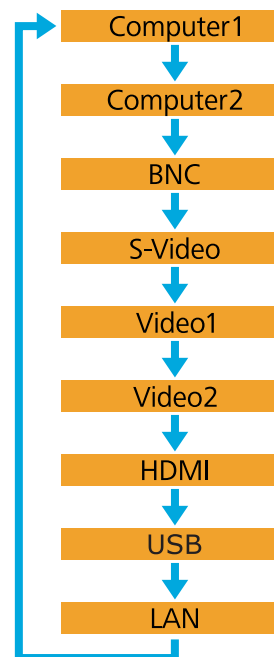 Computer1
Computer2
BNC
S-Video
Video1
Video2
HDMI
USB
LAN